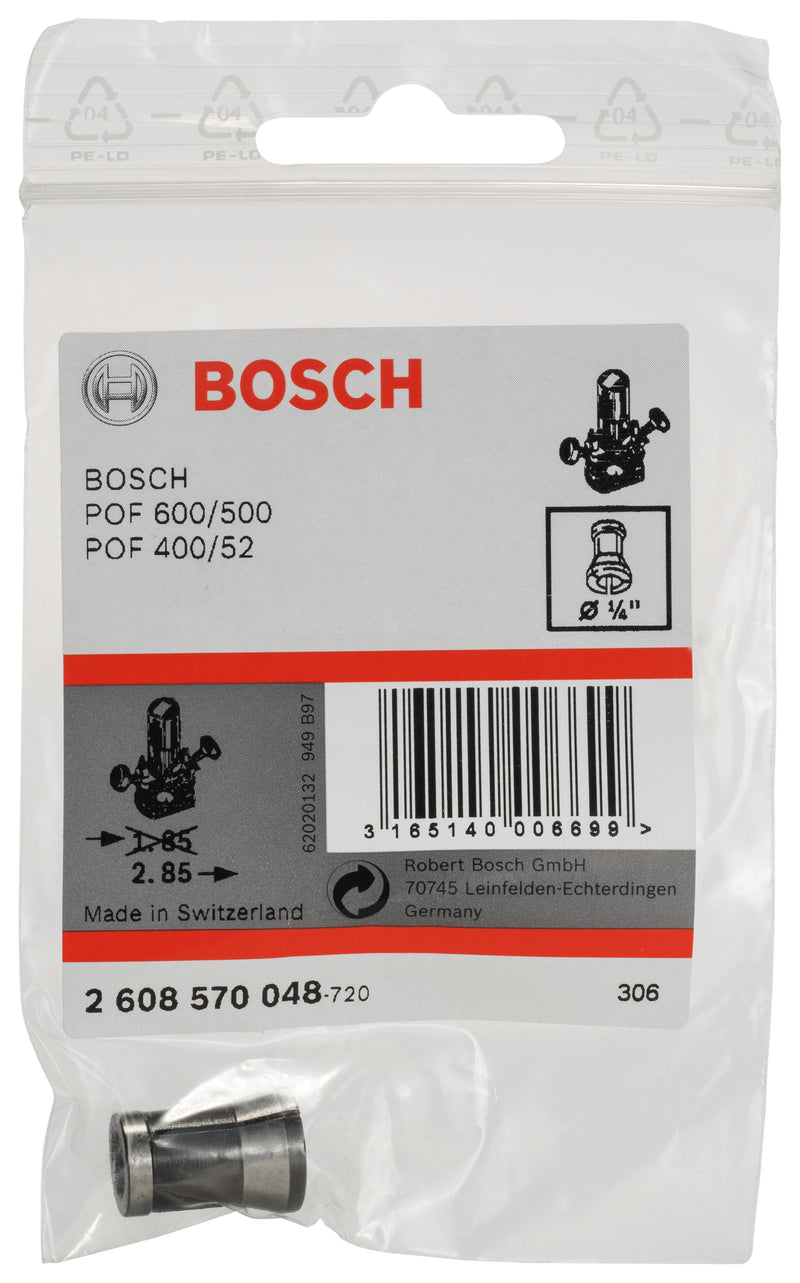 04 04 04 04
PE-LD PE-LD PE-LD PE-LD
BOSCH
BOSCH
POF 600/500
POF 400/52
Ø ¼"
62020132 949 B97
3 165140 006699 >
1.85
2.85
Robert Bosch GmbH
70745 Leinfelden-Echterdingen
Germany
Made in Switzerland
2 608 570 048-720
306